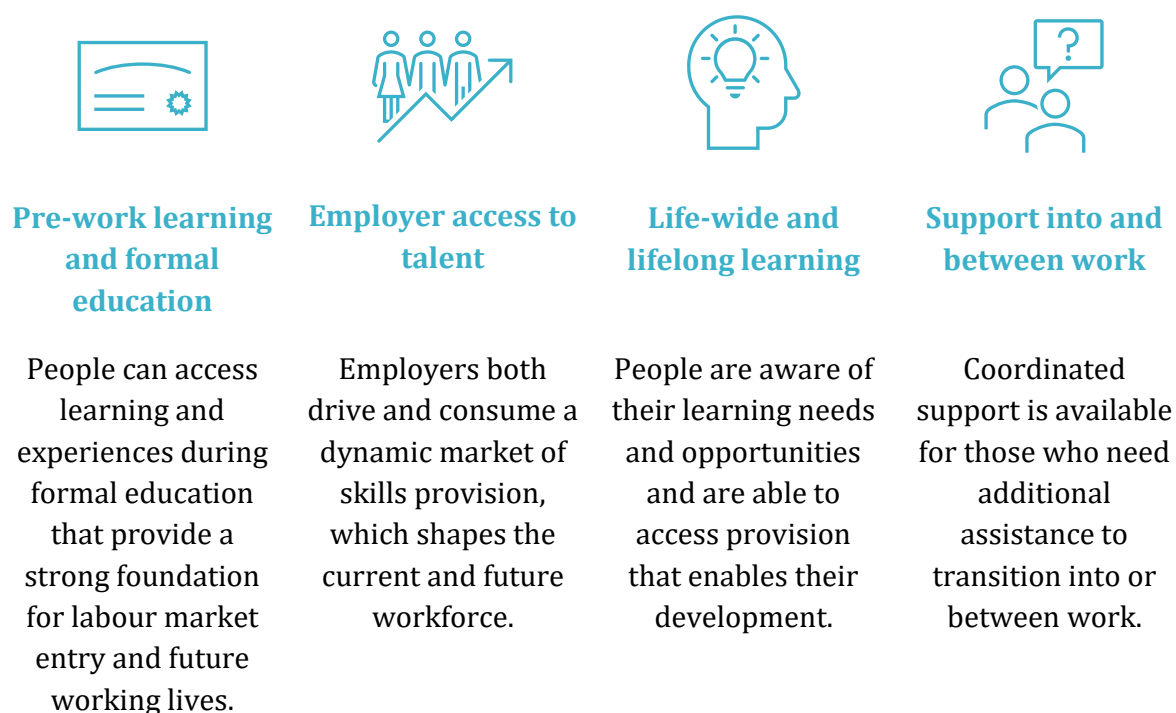 ?
Pre-work learning
and formal
education
People can access
learning and
experiences during
formal education
that provide a
strong foundation
for labour market
entry and future
working lives.
Employer access to
talent
Employers both
drive and consume a
dynamic market of
skills provision,
which shapes the
current and future
workforce.
Life-wide and
lifelong learning
People are aware of
their learning needs
and opportunities
and are able to
access provision
that enables their
development.
Support into and
between work
Coordinated
support is available
for those who need
additional
assistance to
transition into or
between work.